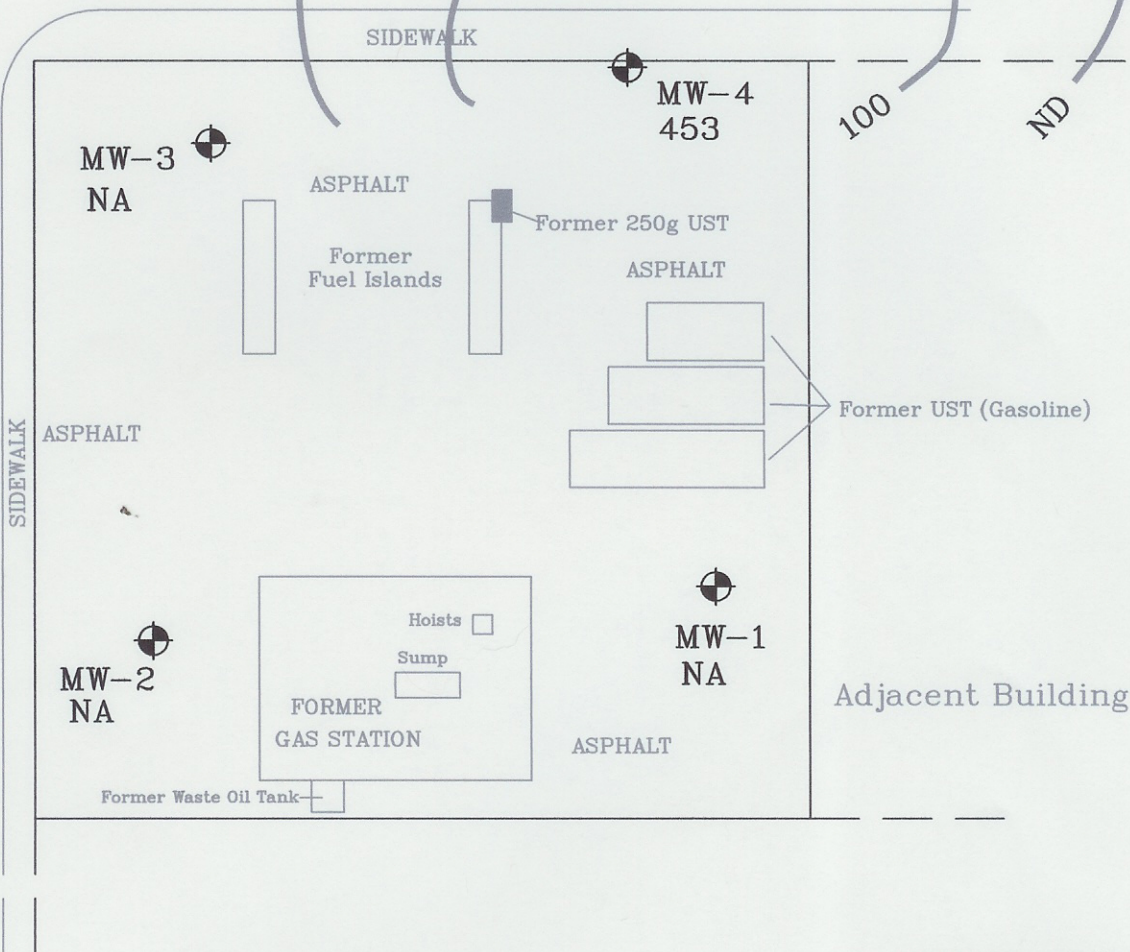 SIDEWALK
MW-4
453
100
ND
MW-3
NA
ASPHALT
Former 250g UST
Former
Fuel Islands
ASPHALT
Former UST (Gasoline)
ASPHALT
SIDEWALK
Hoists
MW-1
NA
Sump
MW-2
NA
FORMER
GAS STATION
Adjacent Building
ASPHALT
Former Waste Oil Tank